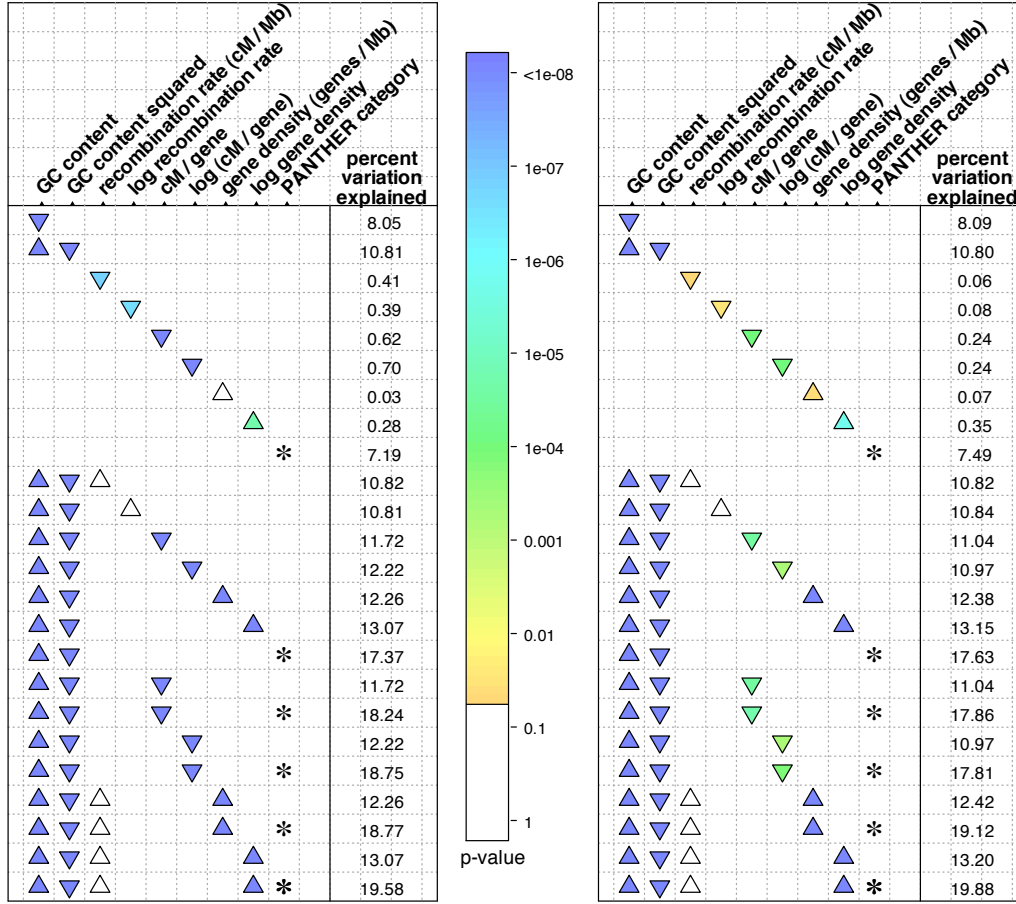 GC content
GC content squared
recombination rate (cM / Mb)
log recombination rate
cM / gene
log (cM / gene)
gene density (genes / Mb)
log gene density
PANTHER category
percent
variation
explained
8.05
10.81
0.41
0.39
0.62
0.70
0.03
0.28
* 7.19
10.82
10.81
11.72
12.22
12.26
13.07
* 17.37
11.72
* 18.24
12.22
* 18.75
12.26
* 18.77
13.07
* 19.58
<1e-08
1e-07
1e-06
1e-05
1e-04
0.001
0.01
0.1
1
p-value
GC content
GC content squared
recombination rate (cM / Mb)
log recombination rate
cM / gene
log (cM / gene)
gene density (genes / Mb)
log gene density
PANTHER category
percent
variation
explained
8.09
10.80
0.06
0.08
0.24
0.24
0.07
0.35
* 7.49
10.82
10.84
11.04
10.97
12.38
13.15
* 17.63
11.04
* 17.86
10.97
* 17.81
12.42
* 19.12
13.20
* 19.88